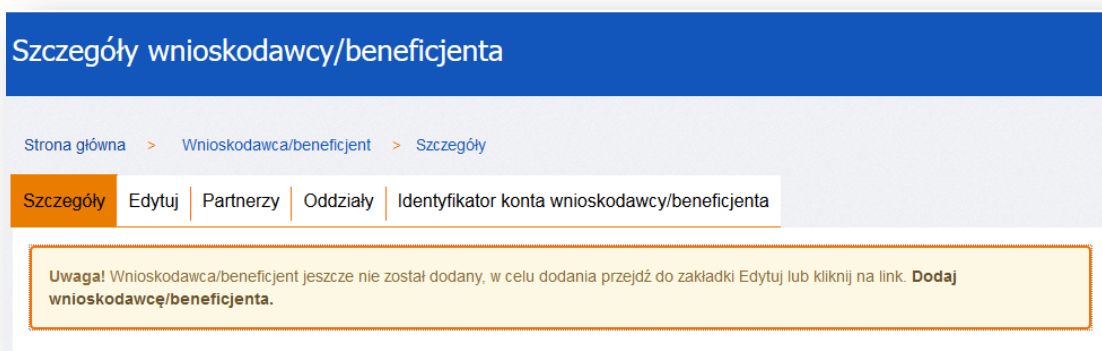 Szczegóły wnioskodawcy/beneficjenta
Strona główna > Wnioskodawca/beneficjent > Szczegóły
Szczegóły Edytuj Partnerzy Oddziały Identyfikator konta wnioskodawcy/beneficjenta
Uwaga! Wnioskodawca/beneficjent jeszcze nie został dodany, w celu dodania przejdź do zakładki Edytuj lub kliknij na link. Dodaj
wnioskodawcę/beneficjenta.